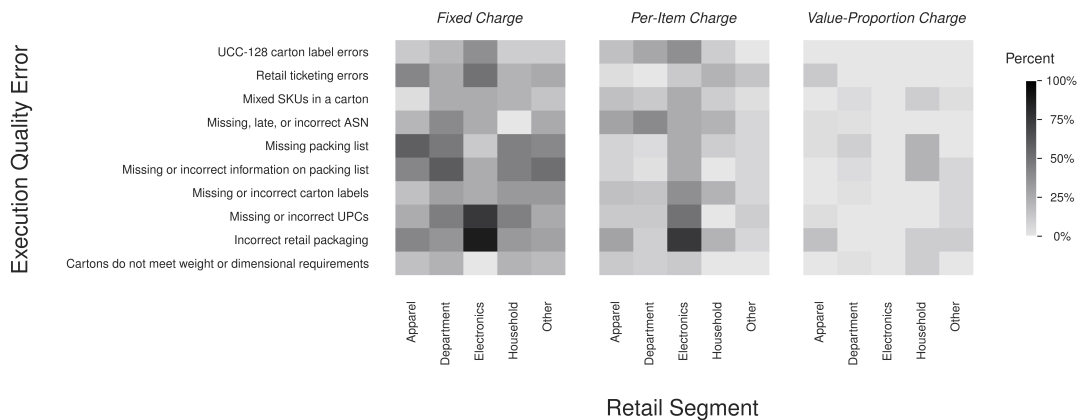 Fixed Charge
Per-Item Charge
Value-Proportion Charge
Execution Quality Error
UCC-128 carton label errors
Retail ticketing errors
Mixed SKUs in a carton
Missing, late, or incorrect ASN
Missing packing list
Missing or incorrect information on packing list
Missing or incorrect carton labels
Missing or incorrect UPCs
Incorrect retail packaging
Cartons do not meet weight or dimensional requirements
Percent
100%
75%
50%
25%
0%
Apparel
Department
Electronics
Household
Other
Apparel
Department
Electronics
Household
Other
Apparel
Department
Electronics
Household
Other
Retail Segment